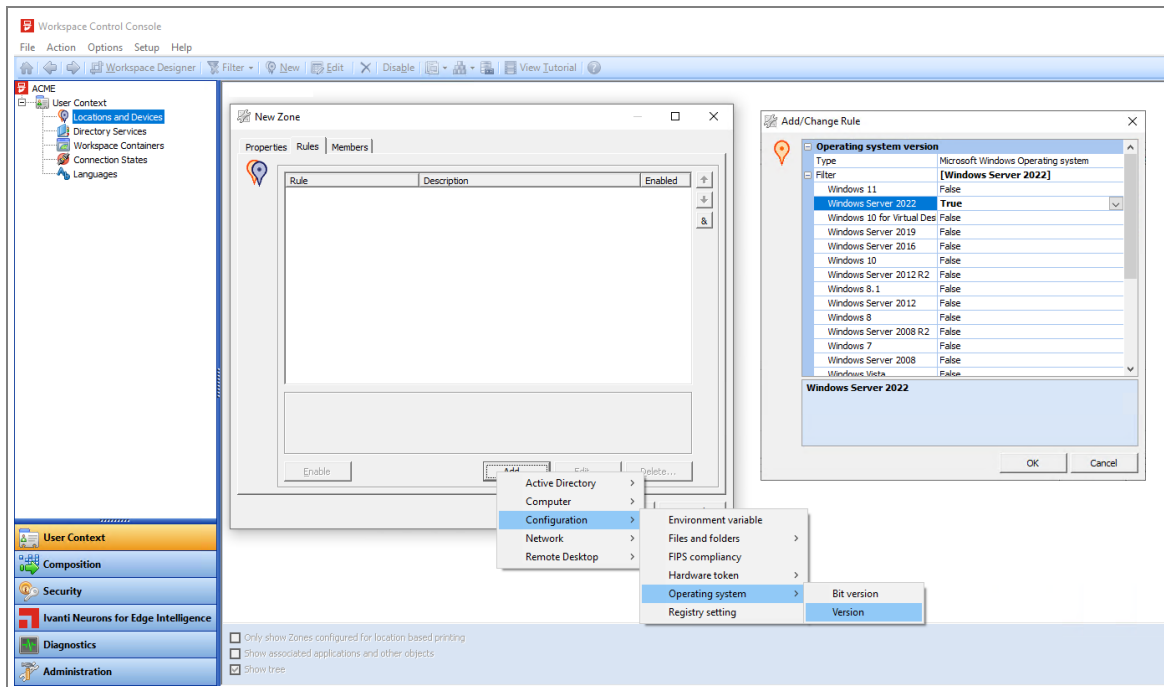 Workspace Control Console
File Action Options Setup Help
Workspace Designer Filter New Edit Disable View Tutorial
ACME
User Context
Locations and Devices
Directory Services
Workspace Containers
Connection States
Languages
New Zone
Properties Rules Members
Rule Description Enabled
&
Enable Add Edit Delete...
Active Directory
Computer
Configuration
Network
Remote Desktop
Environment variable
Files and folders
FIPS compliancy
Hardware token
Operating system
Registry setting
Bit version
Version
Add/Change Rule
Operating system version
Type Microsoft Windows Operating system
Filter [Windows Server 2022]
Windows 11 False
Windows Server 2022 True
Windows 10 for Virtual Des False
Windows Server 2019 False
Windows Server 2016 False
Windows 10 False
Windows Server 2012 R2 False
Windows 8.1 False
Windows Server 2012 False
Windows 8 False
Windows Server 2008 R2 False
Windows 7 False
Windows Server 2008 False
Windows Vista False
Windows Server 2022
OK Cancel
User Context
Composition
Security
Ivanti Neurons for Edge Intelligence
Diagnostics
Administration
Only show Zones configured for location based printing
Show associated applications and other objects
Show tree